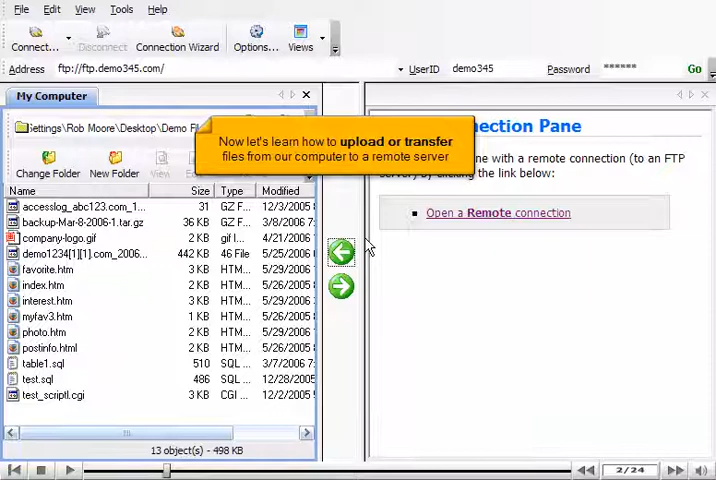 File Edit View Tools Help
Connect... Disconnect Connection Wizard Options... Views
Address ftp://ftp.demo345.com/ UserID demo345 Password ****** Go
My Computer
Settings\Rob Moore\Desktop\Demo Fi
Now let's learn how to upload or transfer
files from our computer to a remote server
nection Pane
ne with a remote connection (to an FTP
server) by clicking the link below:
Open a Remote connection
Change Folder New Folder
Name Size Type Modified
accesslog_abc123.com_1... 31 GZ F... 12/3/2005
backup-Mar-8-2006-1.tar.gz 36 KB GZ F... 3/8/2006 7:
company-logo.gif 2 KB gif I... 4/21/2006
demo1234[1][1].com_2006... 442 KB 46 File 5/25/2006
favorite.htm 3 KB HTM... 5/29/2006
index.htm 2 KB HTM... 5/26/2006
interest.htm 3 KB HTM... 5/29/2006
myfav3.htm 1 KB HTM... 5/26/2006
photo.htm 2 KB HTM... 5/29/2006
postinfo.html 2 KB HTM... 5/26/2006
table1.sql 510 SQL ... 3/7/2006 6:
test.sql 486 SQL ... 12/28/2005
test_script1.cgi 3 KB CGI ... 5/26/2005
13 object(s) - 498 KB
2/24